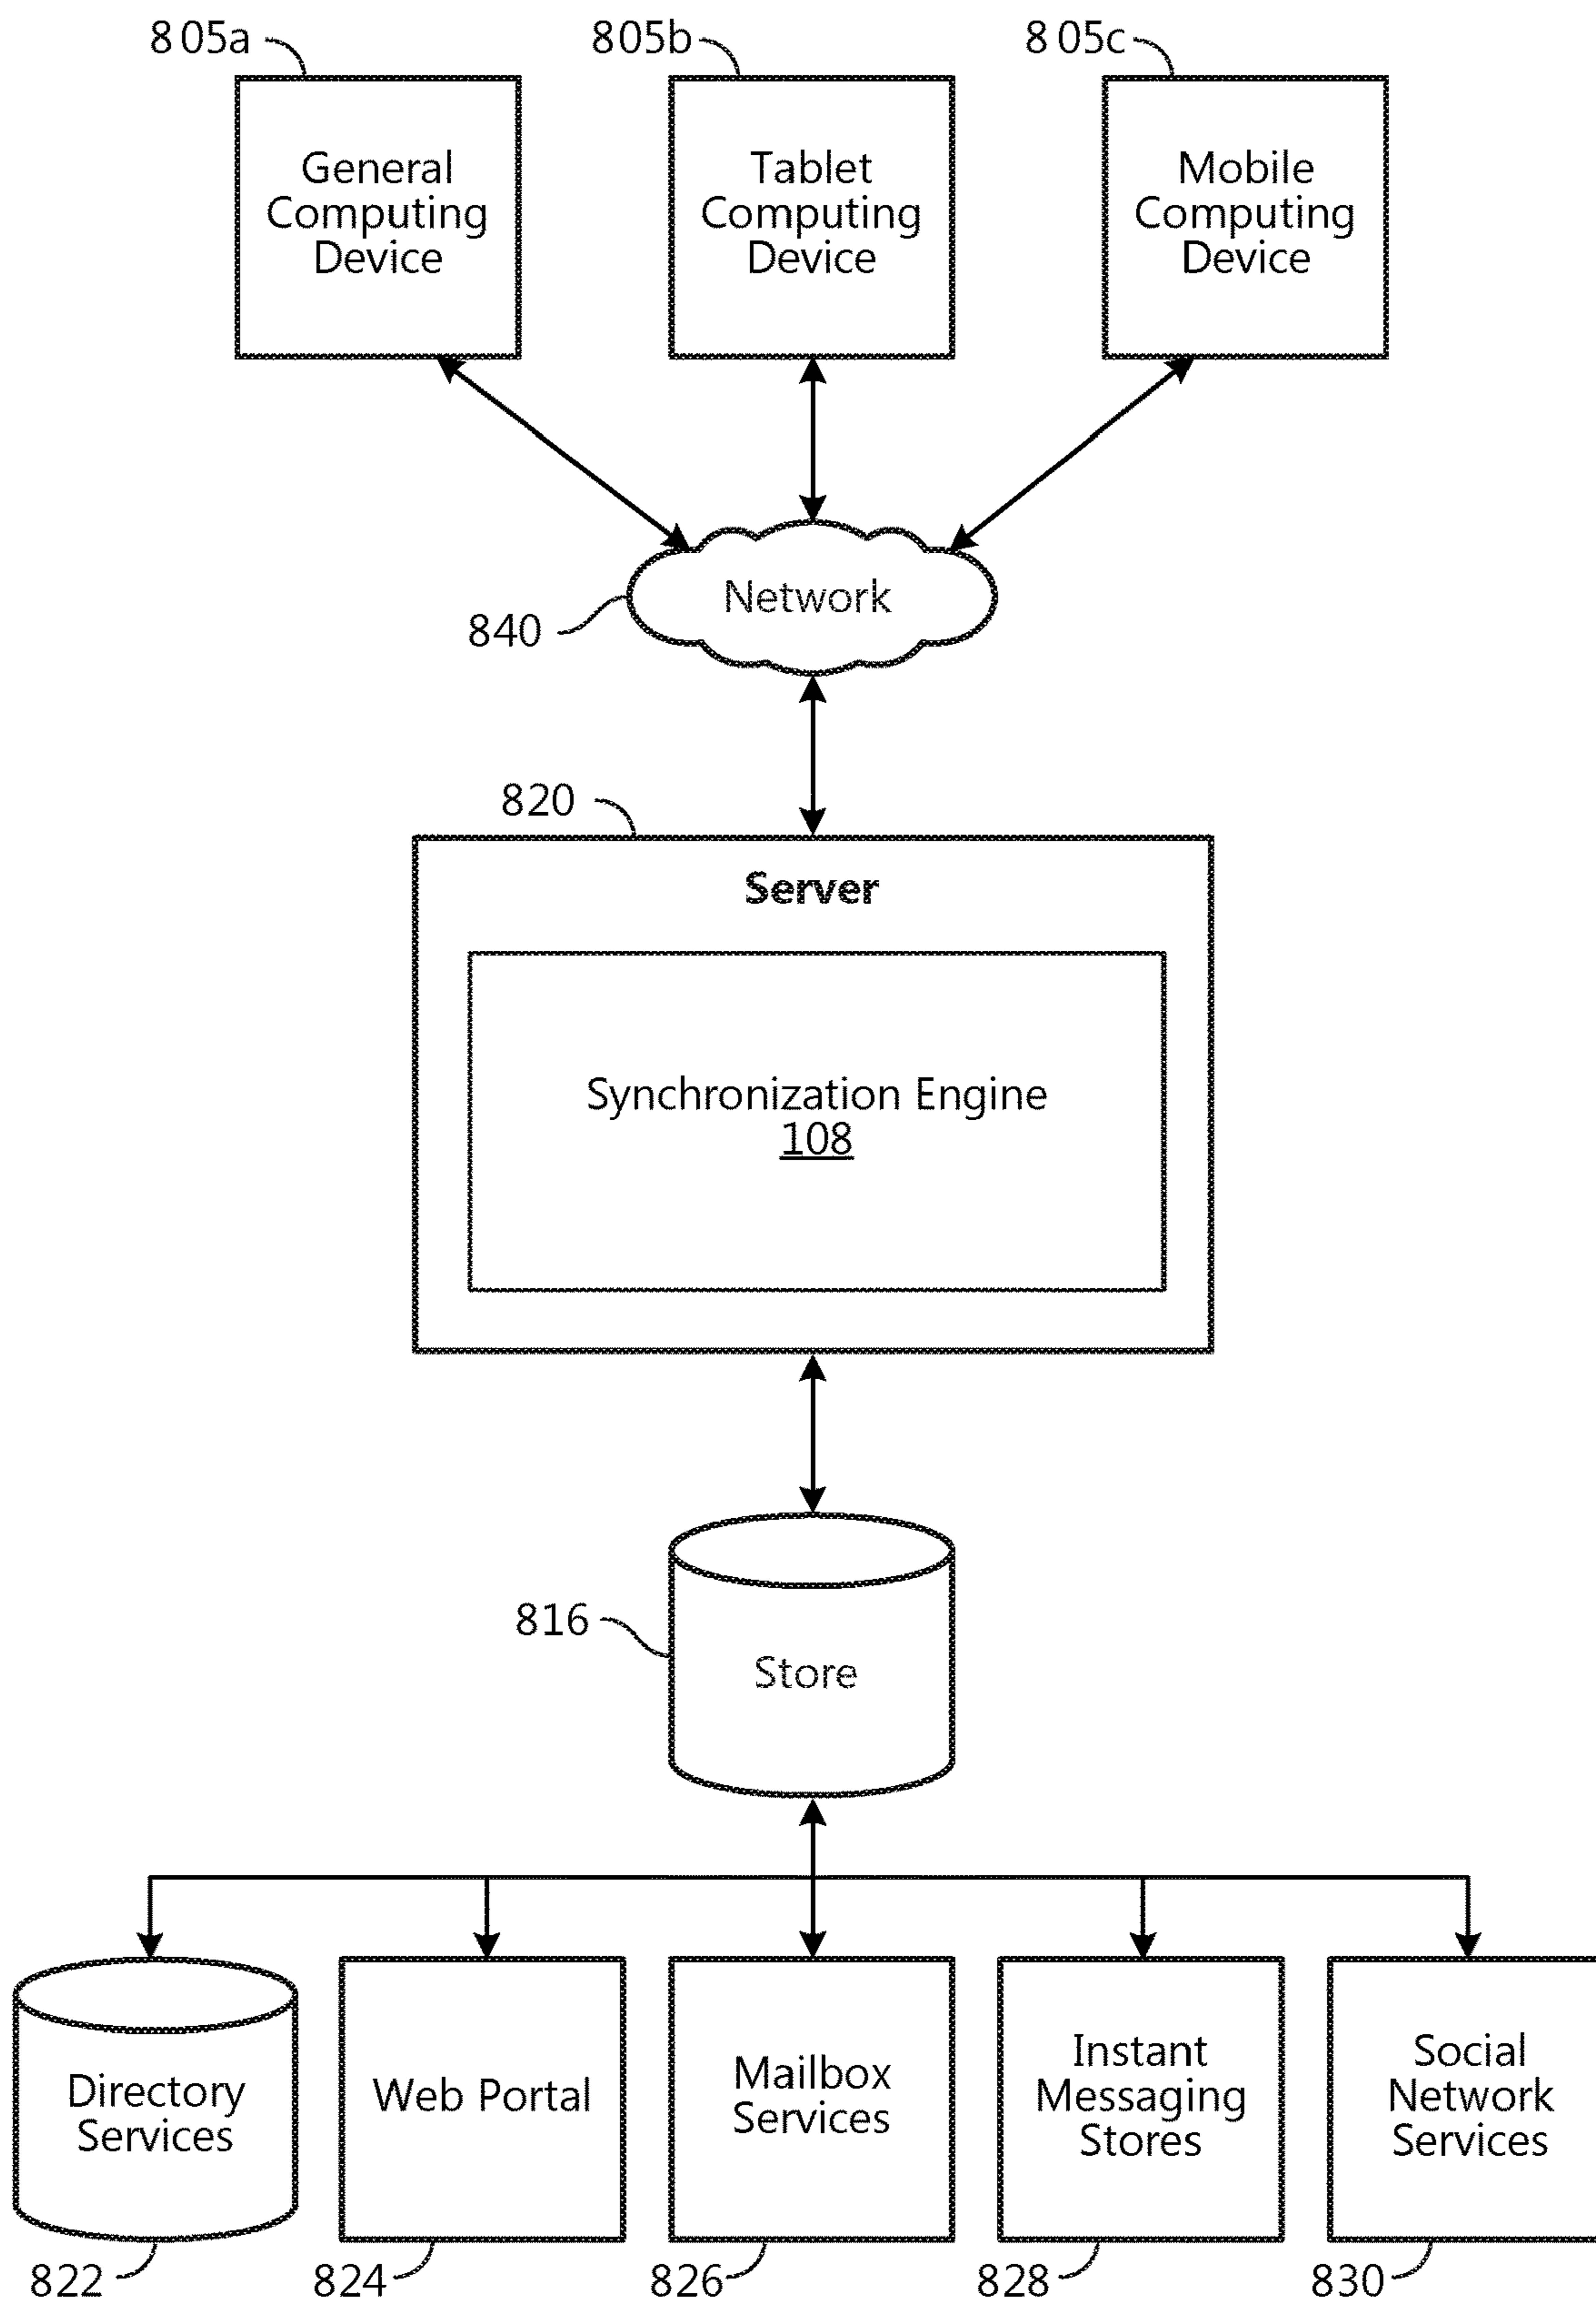 805a
805b
805c
General
Computing
Device
Tablet
Computing
Device
Mobile
Computing
Device
Network
840
820
Server
Synchronization Engine
108
816
Store
Directory
Services
Web Portal
Mailbox
Services
Instant
Messaging
Stores
Social
Network
Services
822
824
826
828
830